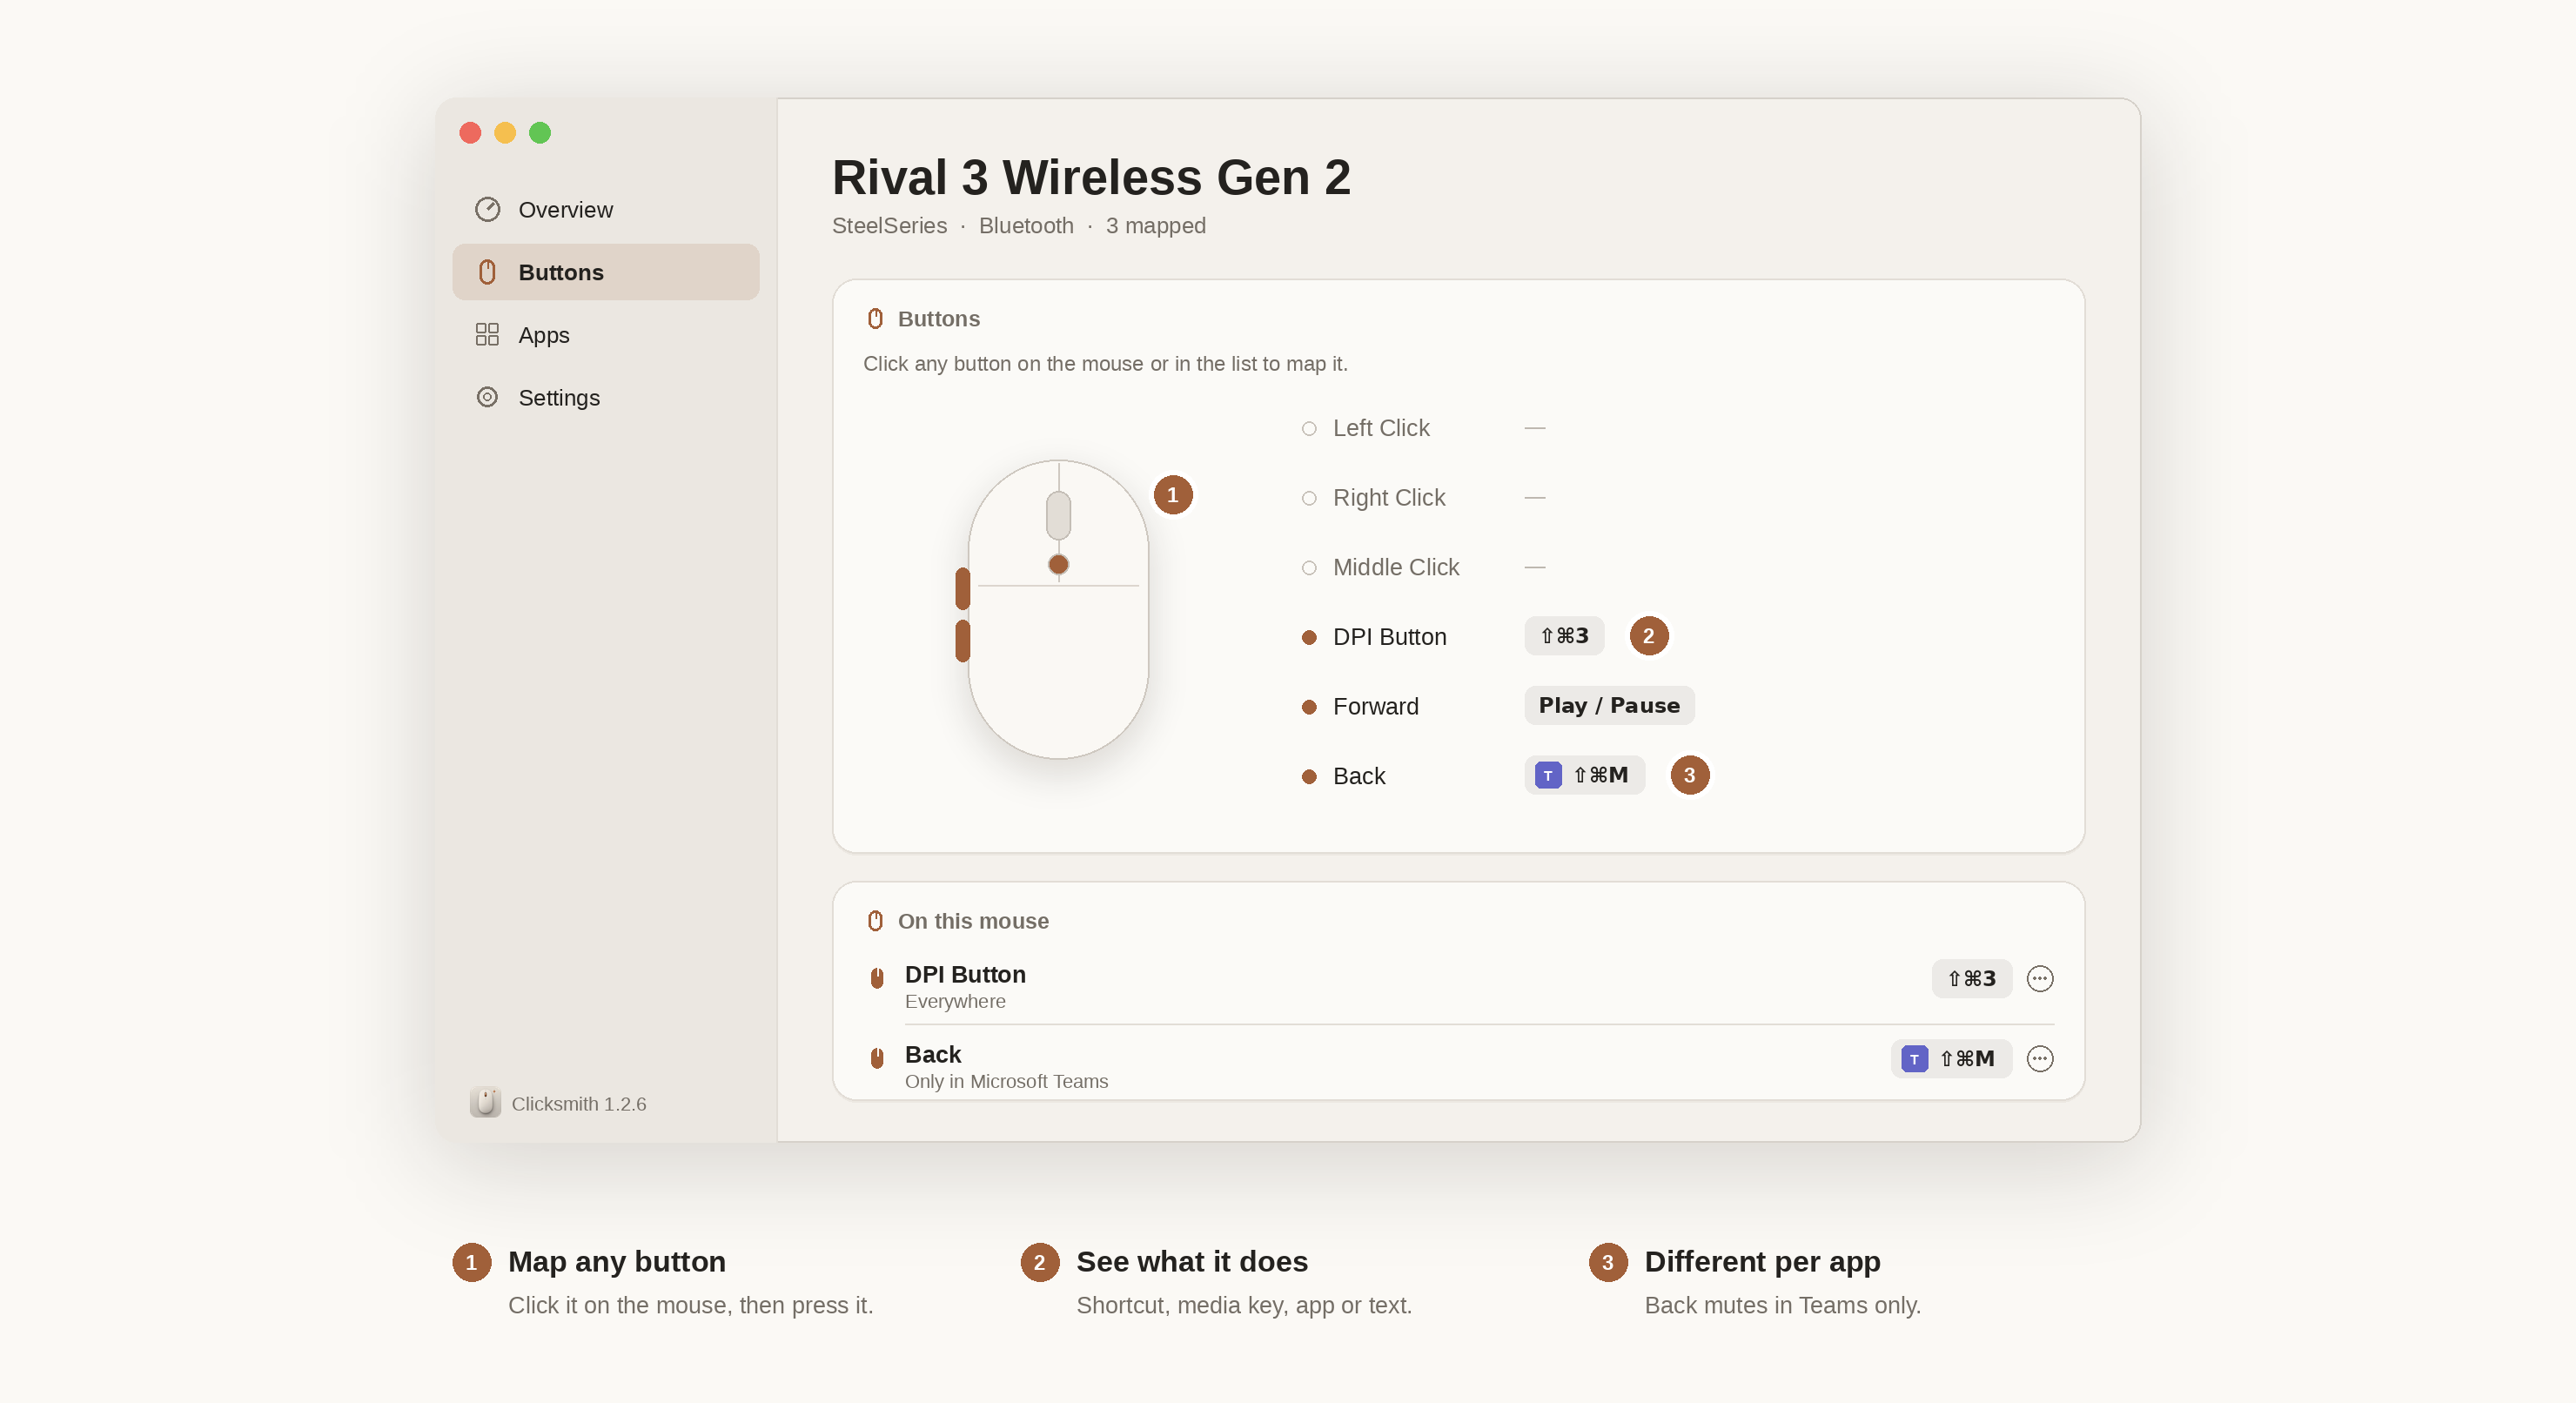 Overview
Buttons
Apps
Settings
Clicksmith 1.2.6
Rival 3 Wireless Gen 2
SteelSeries · Bluetooth · 3 mapped
Buttons
Click any button on the mouse or in the list to map it.
1
Left Click —
Right Click —
Middle Click —
DPI Button ⇧⌘3 2
Forward Play / Pause
Back T ⇧⌘M 3
On this mouse
DPI Button ⇧⌘3
Everywhere
Back T ⇧⌘M
Only in Microsoft Teams
1 Map any button
Click it on the mouse, then press it.
2 See what it does
Shortcut, media key, app or text.
3 Different per app
Back mutes in Teams only.